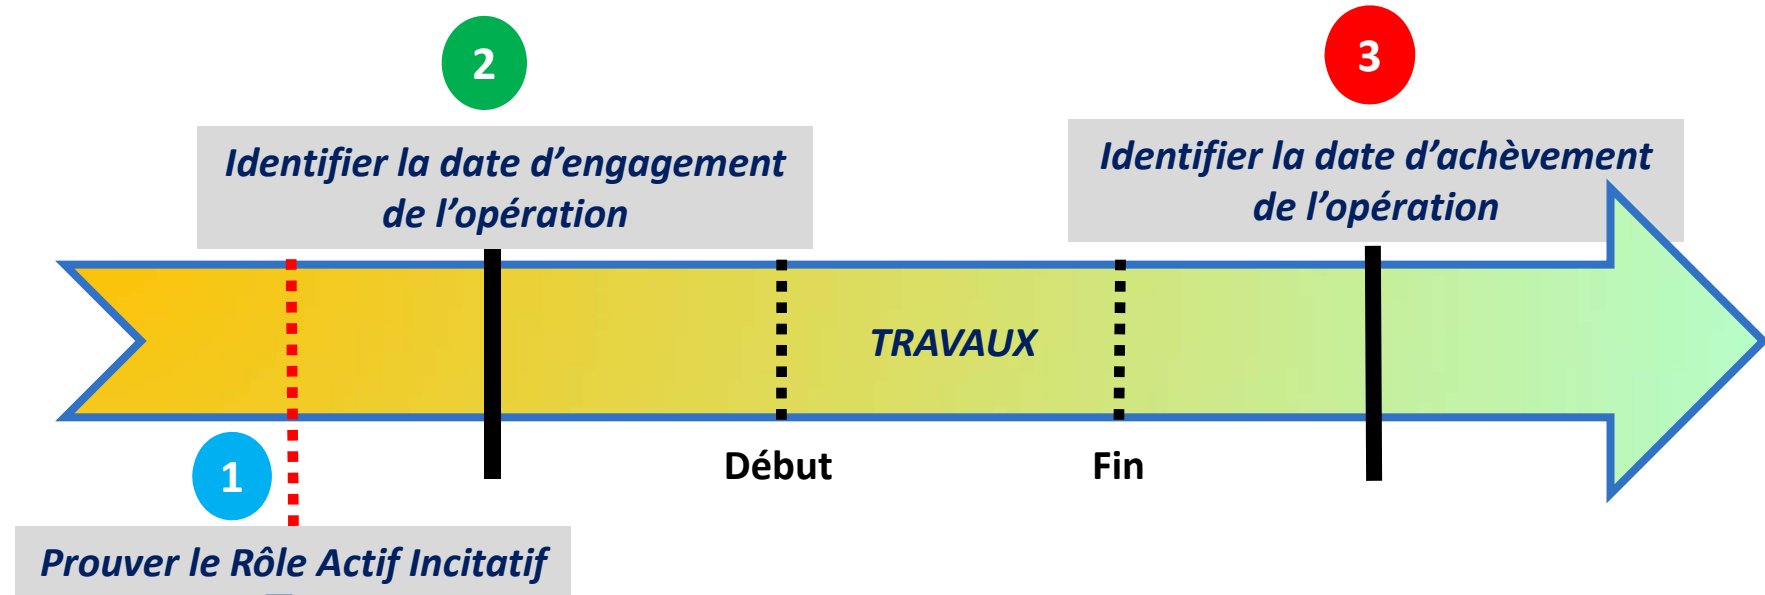 2
3
Identifier la date d’engagement
de l’opération
Identifier la date d’achèvement
de l’opération
TRAVAUX
Début
Fin
1
Prouver le Rôle Actif Incitatif